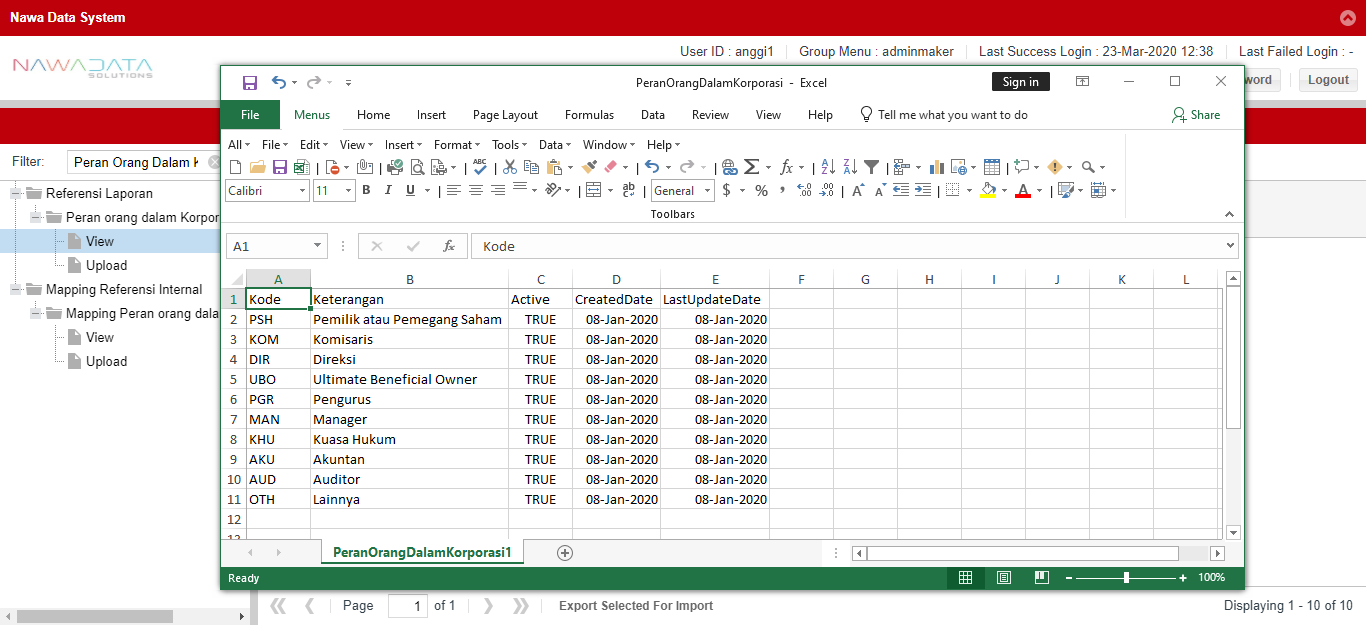 Nawa Data System
User ID : anggi1 Group Menu : adminmaker Last Success Login : 23-Mar-2020 12:38 Last Failed Login : -
NAWADATA
SOLUTIONS
word Logout
PeranOrangDalamKorporasi - Excel Sign in
File Menus Home Insert Page Layout Formulas Data Review View Help Tell me what you want to do Share
All File Edit View Insert Format Tools Data Window Help
Calibri 11 B I U General $ % A A A
Toolbars
Filter: Peran Orang Dalam K
Referensi Laporan
Peran orang dalam Korpor
View
Upload
Mapping Referensi Internal
Mapping Peran orang dala
View
Upload
A1 fx Kode
A B C D E F G H I J K L
1 Kode Keterangan Active CreatedDate LastUpdateDate
2 PSH Pemilik atau Pemegang Saham TRUE 08-Jan-2020 08-Jan-2020
3 KOM Komisaris TRUE 08-Jan-2020 08-Jan-2020
4 DIR Direksi TRUE 08-Jan-2020 08-Jan-2020
5 UBO Ultimate Beneficial Owner TRUE 08-Jan-2020 08-Jan-2020
6 PGR Pengurus TRUE 08-Jan-2020 08-Jan-2020
7 MAN Manager TRUE 08-Jan-2020 08-Jan-2020
8 KHU Kuasa Hukum TRUE 08-Jan-2020 08-Jan-2020
9 AKU Akuntan TRUE 08-Jan-2020 08-Jan-2020
10 AUD Auditor TRUE 08-Jan-2020 08-Jan-2020
11 OTH Lainnya TRUE 08-Jan-2020 08-Jan-2020
12
13
PeranOrangDalamKorporasi1
Ready 100%
Page 1 of 1 Export Selected For Import Displaying 1 - 10 of 10